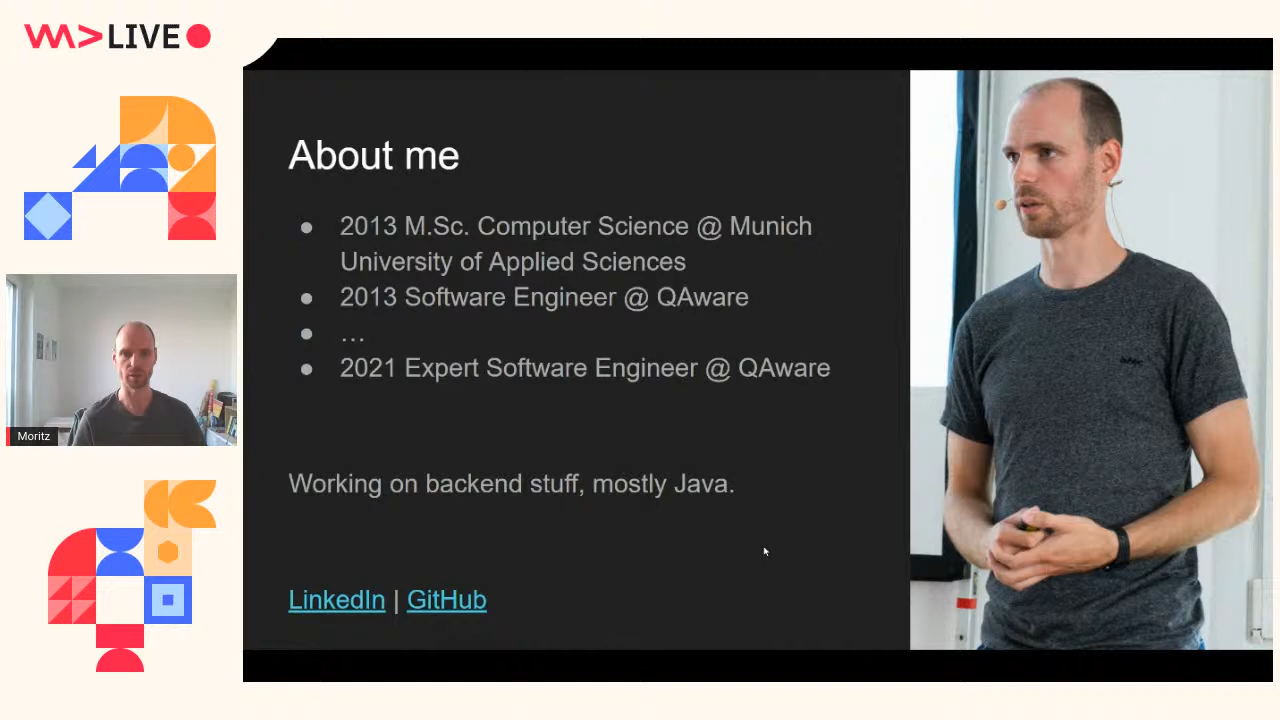 WA>LIVE
About me
● 2013 M.Sc. Computer Science @ Munich
University of Applied Sciences
● 2013 Software Engineer @ QAware
● …
● 2021 Expert Software Engineer @ QAware
Moritz
Working on backend stuff, mostly Java.
LinkedIn | GitHub